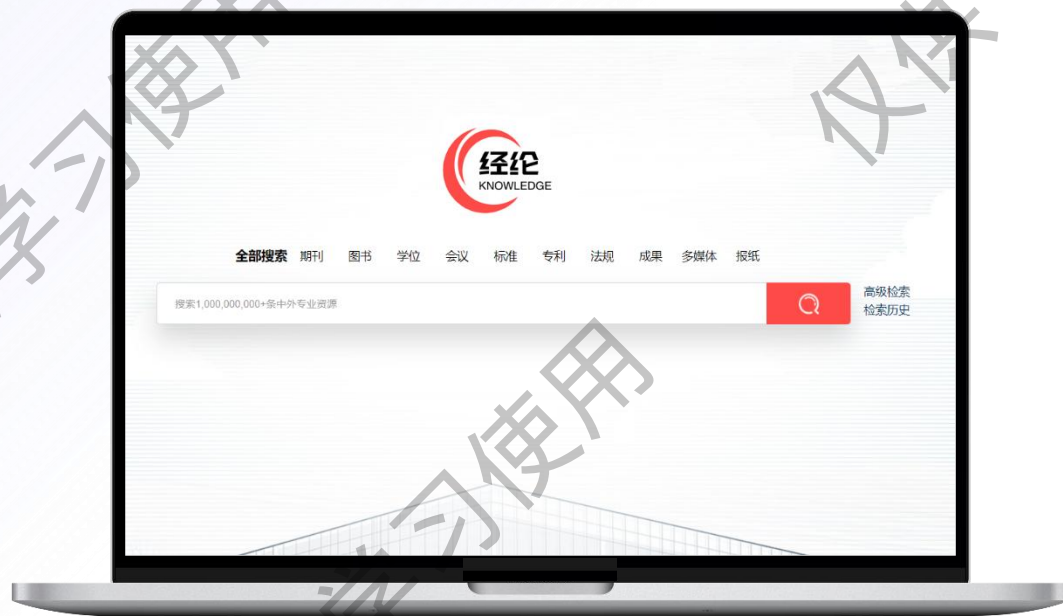 经纶
KNOWLEDGE
全部搜索 期刊 图书 学位 会议 标准 专利 法规 成果 多媒体 报纸
搜索1,000,000,000+条中外专业资源
高级检索
检索历史
学习使用
仅供
学习使用